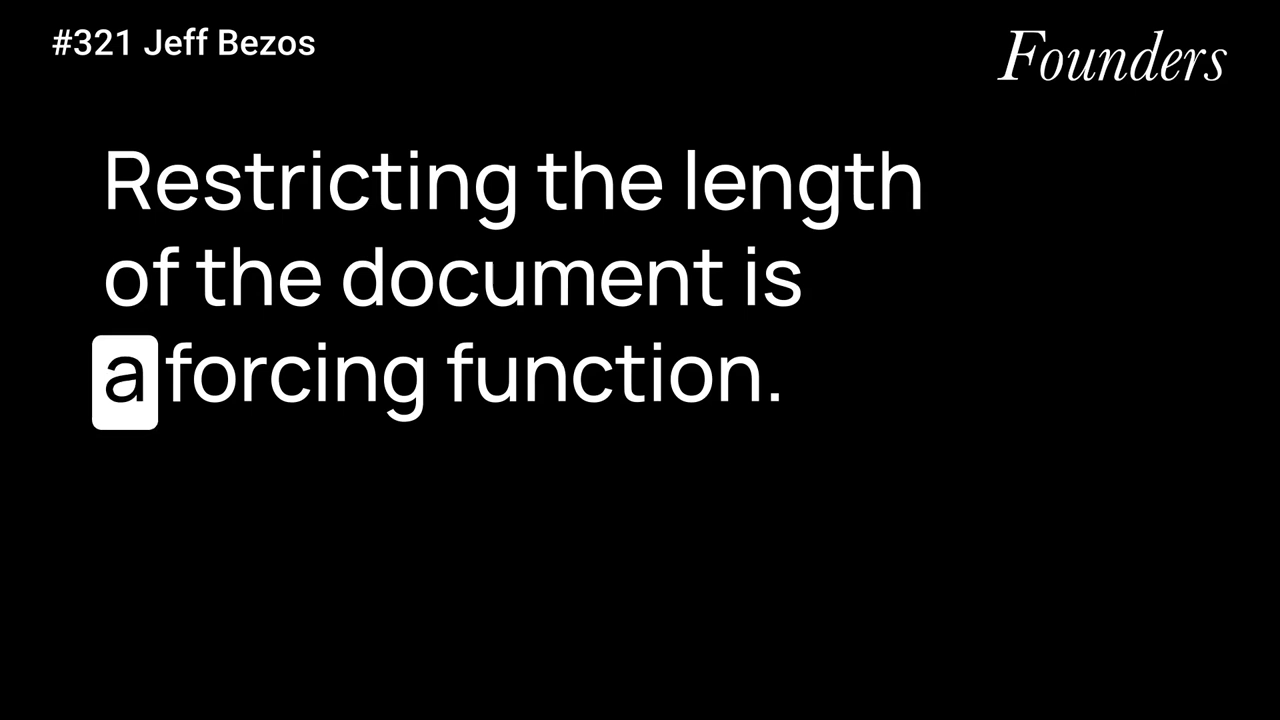 #321 Jeff Bezos
Founders
Restricting the length
of the document is
a forcing function.